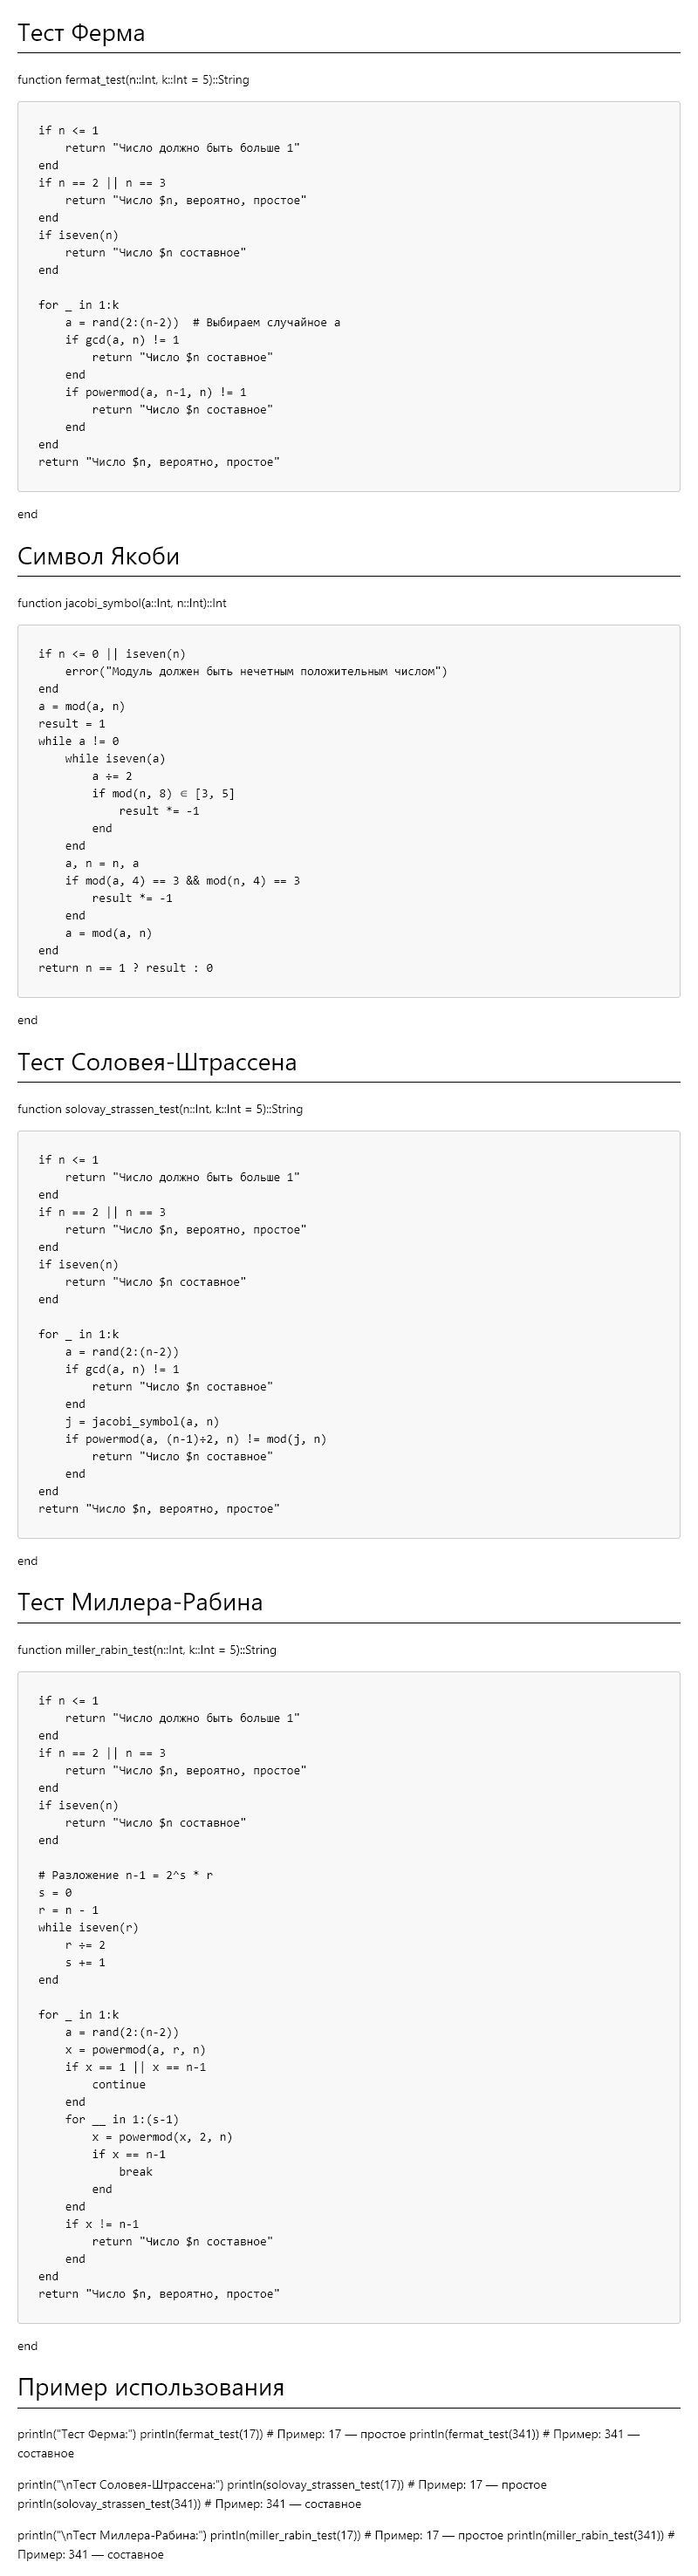 Тест Ферма
function fermat_test(n::Int, k::Int = 5)::String
if n <= 1
    return "Число должно быть больше 1"
end
if n == 2 || n == 3
    return "Число $n, вероятно, простое"
end
if iseven(n)
    return "Число $n составное"
end

for _ in 1:k
    a = rand(2:(n-2))  # Выбираем случайное a
    if gcd(a, n) != 1
        return "Число $n составное"
    end
    if powermod(a, n-1, n) != 1
        return "Число $n составное"
    end
end
return "Число $n, вероятно, простое"
end
Символ Якоби
function jacobi_symbol(a::Int, n::Int)::Int
if n <= 0 || iseven(n)
    error("Модуль должен быть нечетным положительным числом")
end
a = mod(a, n)
result = 1
while a != 0
    while iseven(a)
        a ÷= 2
        if mod(n, 8) ∈ [3, 5]
            result *= -1
        end
    end
    a, n = n, a
    if mod(a, 4) == 3 && mod(n, 4) == 3
        result *= -1
    end
    a = mod(a, n)
end
return n == 1 ? result : 0
end
Тест Соловея-Штрассена
function solovay_strassen_test(n::Int, k::Int = 5)::String
if n <= 1
    return "Число должно быть больше 1"
end
if n == 2 || n == 3
    return "Число $n, вероятно, простое"
end
if iseven(n)
    return "Число $n составное"
end

for _ in 1:k
    a = rand(2:(n-2))
    if gcd(a, n) != 1
        return "Число $n составное"
    end
    j = jacobi_symbol(a, n)
    if powermod(a, (n-1)÷2, n) != mod(j, n)
        return "Число $n составное"
    end
end
return "Число $n, вероятно, простое"
end
Тест Миллера-Рабина
function miller_rabin_test(n::Int, k::Int = 5)::String
if n <= 1
    return "Число должно быть больше 1"
end
if n == 2 || n == 3
    return "Число $n, вероятно, простое"
end
if iseven(n)
    return "Число $n составное"
end

# Разложение n-1 = 2^s * r
s = 0
r = n - 1
while iseven(r)
    r ÷= 2
    s += 1
end

for _ in 1:k
    a = rand(2:(n-2))
    x = powermod(a, r, n)
    if x == 1 || x == n-1
        continue
    end
    for __ in 1:(s-1)
        x = powermod(x, 2, n)
        if x == n-1
            break
        end
    end
    if x != n-1
        return "Число $n составное"
    end
end
return "Число $n, вероятно, простое"
end
Пример использования
println("Тест Ферма:") println(fermat_test(17)) # Пример: 17 — простое println(fermat_test(341)) # Пример: 341 —
составное
println("\nТест Соловея-Штрассена:") println(solovay_strassen_test(17)) # Пример: 17 — простое
println(solovay_strassen_test(341)) # Пример: 341 — составное
println("\nТест Миллера-Рабина:") println(miller_rabin_test(17)) # Пример: 17 — простое println(miller_rabin_test(341)) #
Пример: 341 — составное